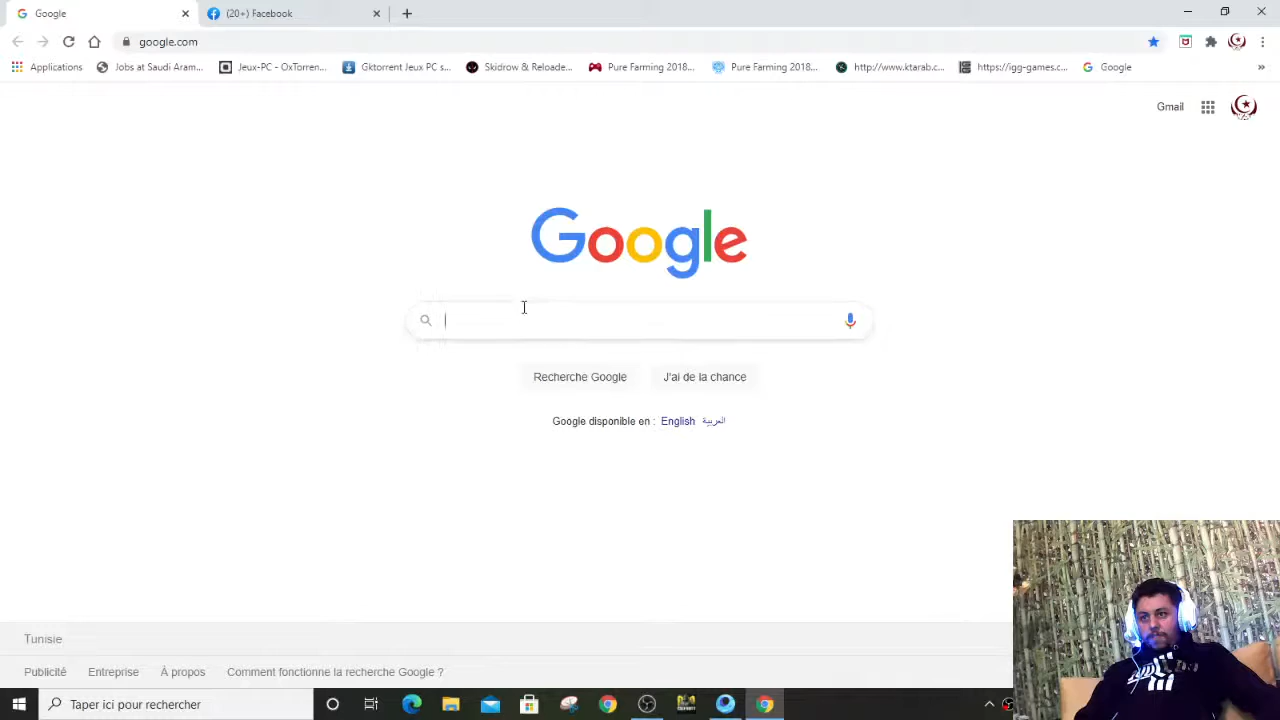 Google
(20+) Facebook
google.com
Applications
Jobs at Saudi Aram...
Jeux-PC - OxTorren...
Gktorrent Jeux PC s...
Skidrow & Reloade...
Pure Farming 2018...
Pure Farming 2018...
http://www.ktarab.c...
https://igg-games.c...
Google
»
Gmail
Google
Recherche Google
J'ai de la chance
Google disponible en : English العربية
Tunisie
Publicité
Entreprise
À propos
Comment fonctionne la recherche Google ?
Taper ici pour rechercher